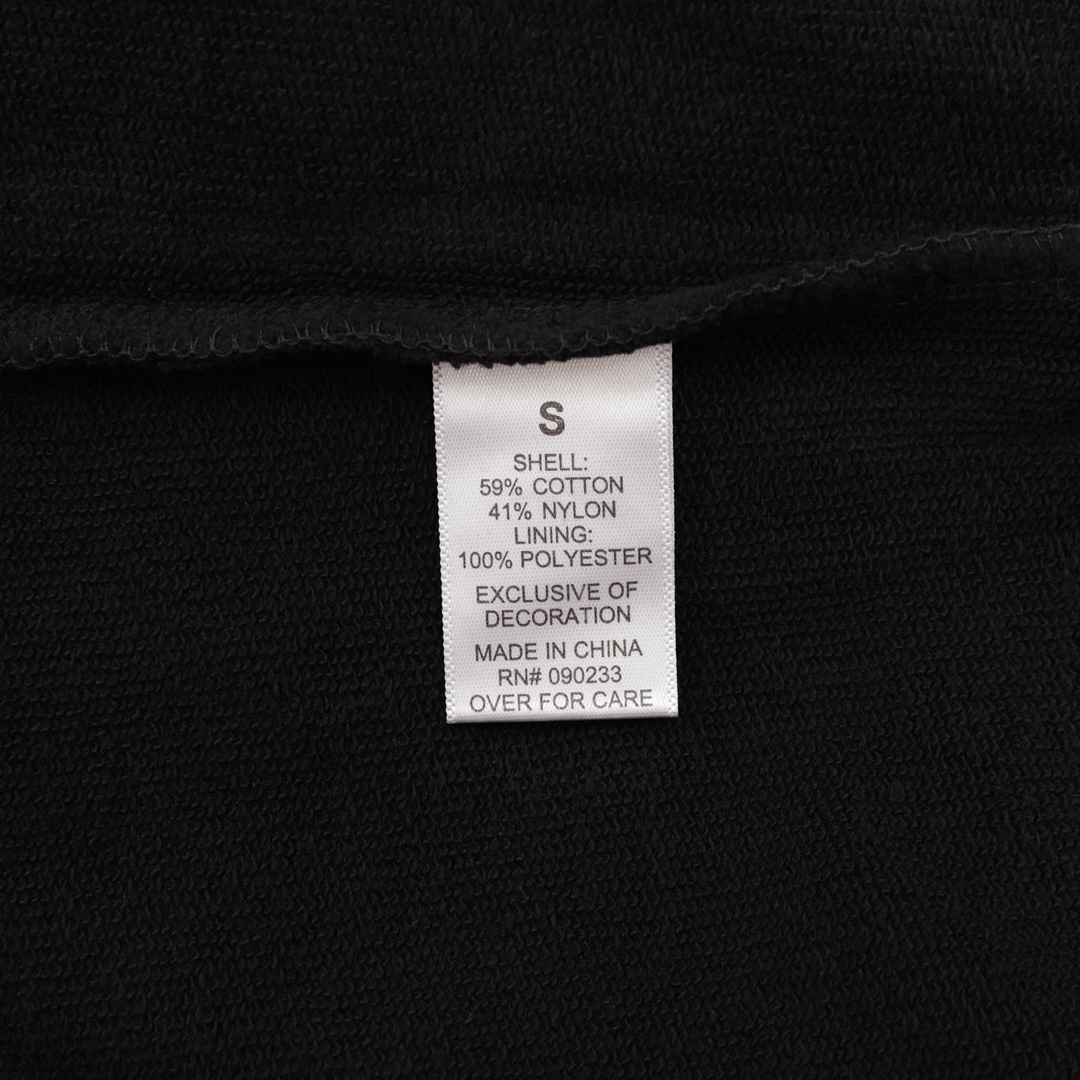 S
SHELL:
59% COTTON
41% NYLON
LINING:
100% POLYESTER
EXCLUSIVE OF
DECORATION
MADE IN CHINA
RN# 090233
OVER FOR CARE